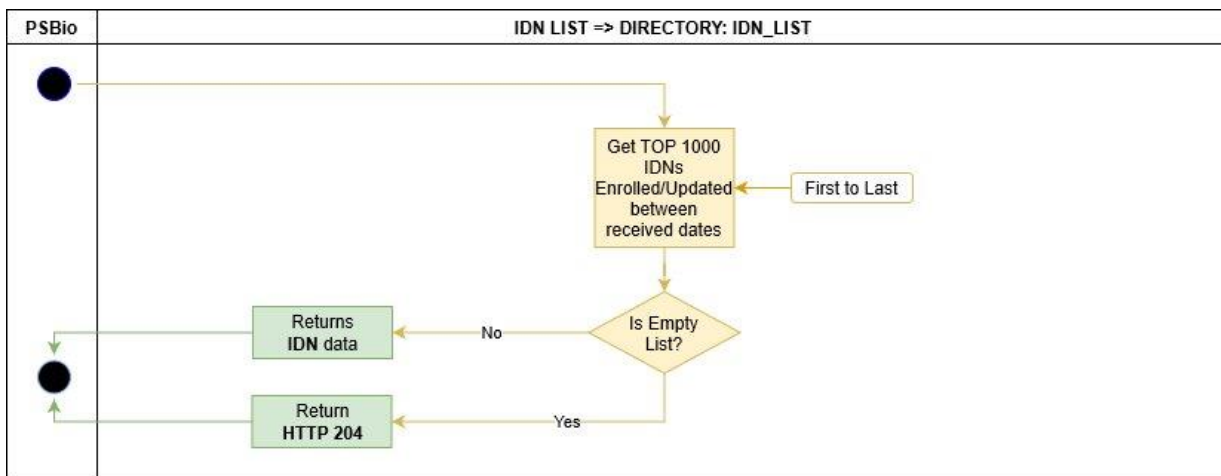 PSBio
IDN LIST => DIRECTORY: IDN_LIST
Get TOP 1000
IDNs
Enrolled/Updated
between
received dates
First to Last
Is Empty
List?
No
Returns
IDN data
Yes
Return
HTTP 204